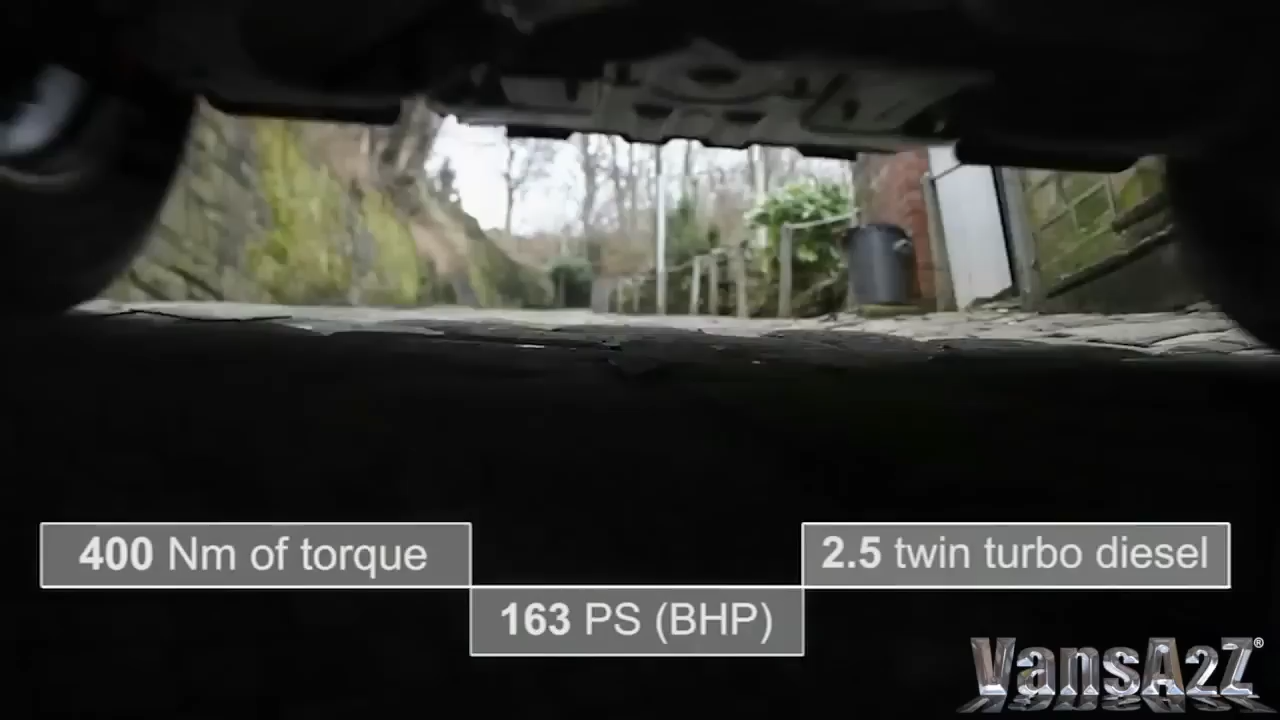 400 Nm of torque
163 PS (BHP)
2.5 twin turbo diesel
VansA2Z®